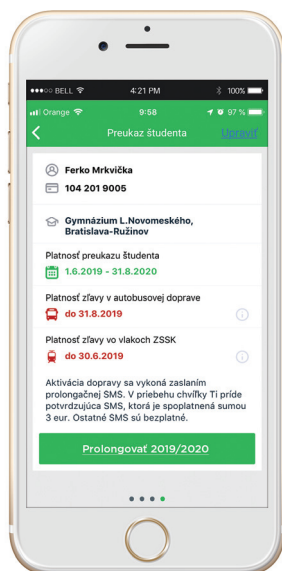 BELL 4:21 PM 100%
Orange 9:58 97 %
Preukaz študenta Upraviť
Ferko Mrkvička
104 201 9005
Gymnázium L.Novomeského,
Bratislava-Ružinov
Platnosť preukazu študenta
1.6.2019 - 31.8.2020
Platnosť zľavy v autobusovej doprave
do 31.8.2019
Platnosť zľavy vo vlakoch ZSSK
do 30.6.2019
Aktivácia dopravy sa vykoná zaslaním
prolongačnej SMS. V priebehu chvíľky Ti príde
potvrdzujúca SMS, ktorá je spoplatnená sumou
3 eur. Ostatné SMS sú bezplatné.
Prolongovať 2019/2020